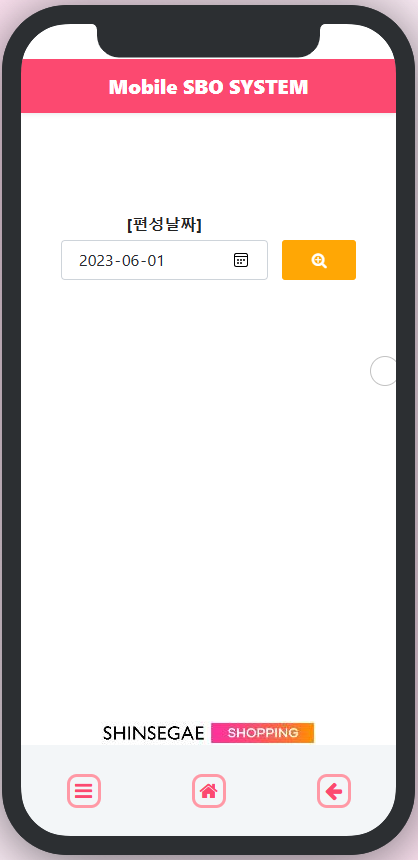 Mobile SBO SYSTEM
[편성날짜]
2023-06-01
SHINSEGAE SHOPPING